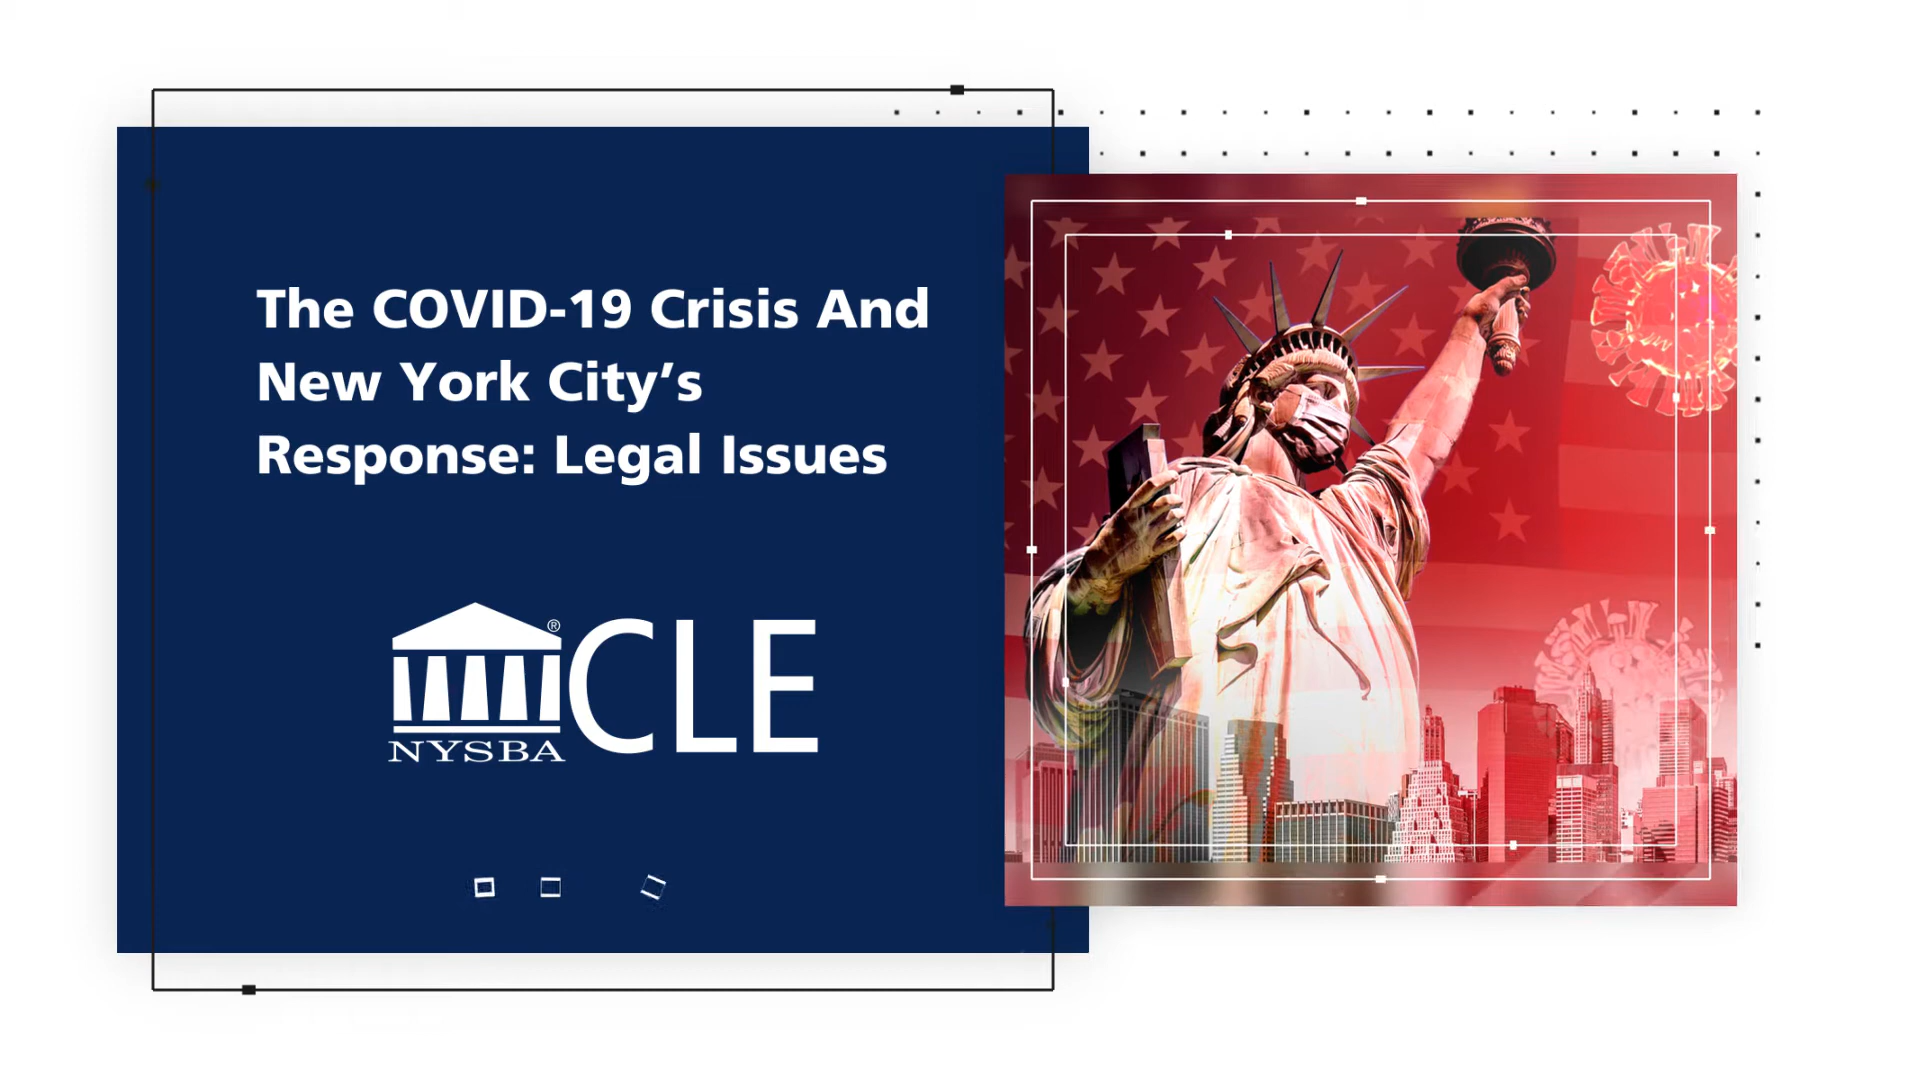 The COVID-19 Crisis And
New York City’s
Response: Legal Issues
®
CLE
NYSBA